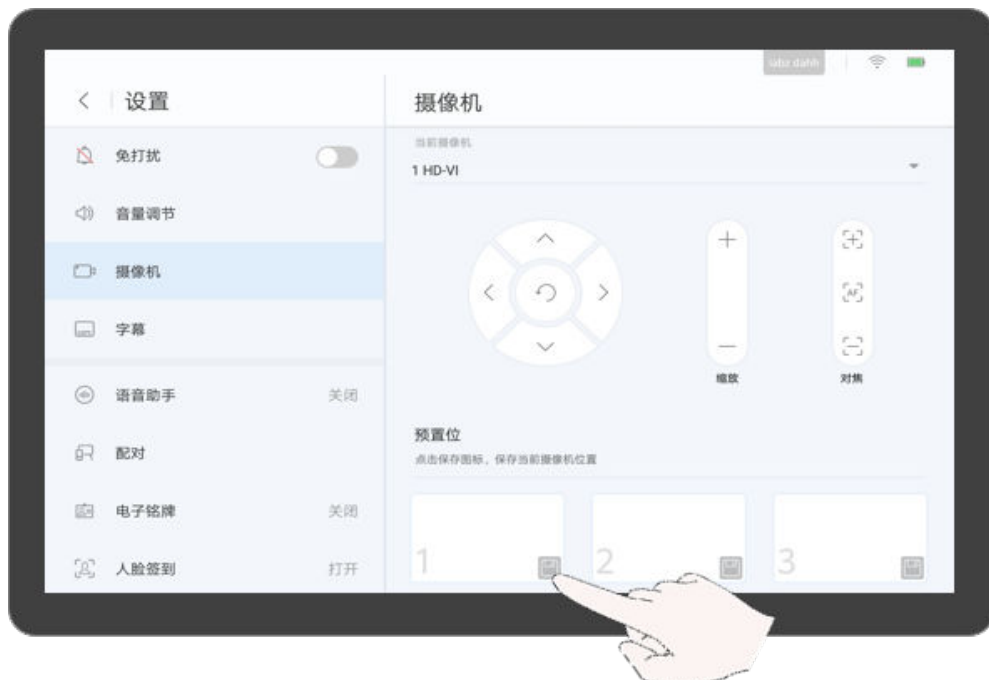 设置
免打扰
音量调节
摄像机
字幕
语音助手 关闭
配对
电子铭牌 关闭
人脸签到 打开
摄像机
当前摄像机
1 HD-VI
AF
缩放
对焦
预置位
点击保存图标，保存当前摄像机位置
1
2
3